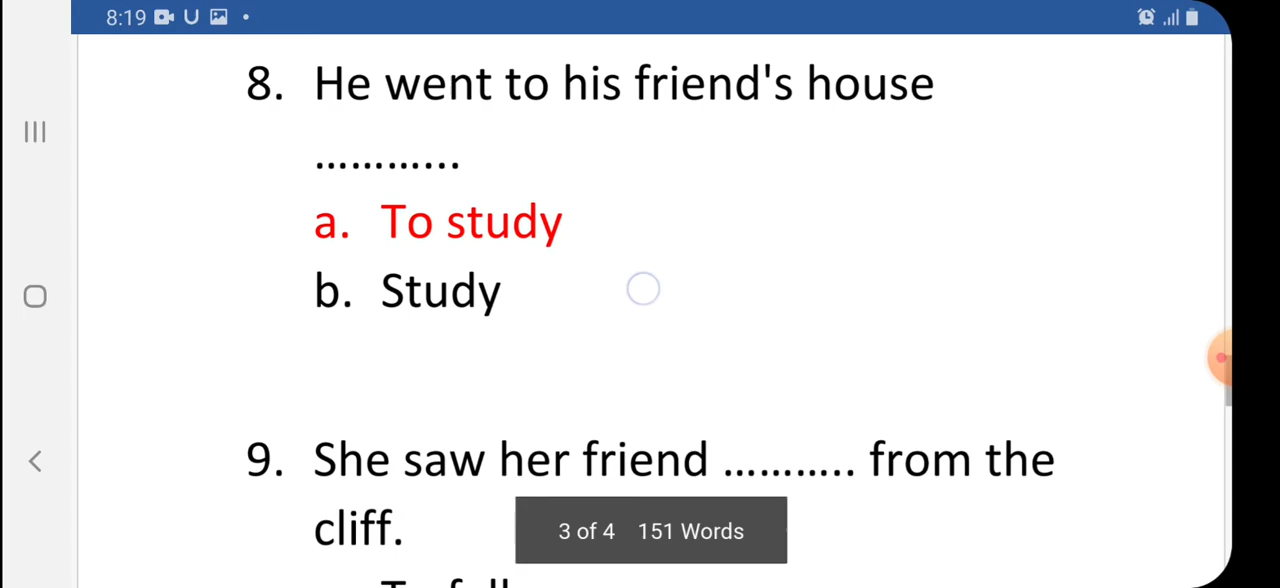 8:19
8. He went to his friend's house
............
a. To study
b. Study
9. She saw her friend ........... from the
cliff.
3 of 4 151 Words